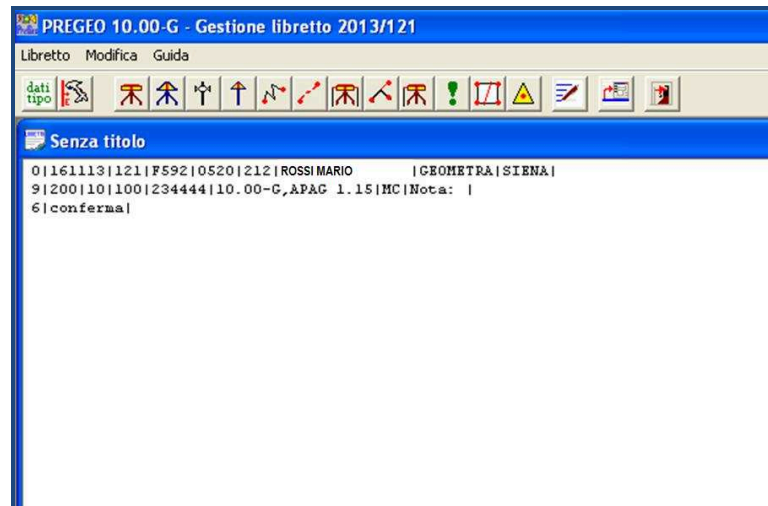 PREGEO 10.00-G - Gestione libretto 2013/121
Libretto Modifica Guida
dati
tipo
Senza titolo
0|161113|121|F592|0520|212|ROSSI MARIO |GEOMETRA|SIENA|
9|200|10|100|234444|10.00-G,APAG 1.15|MC|Nota: |
6|conferma|